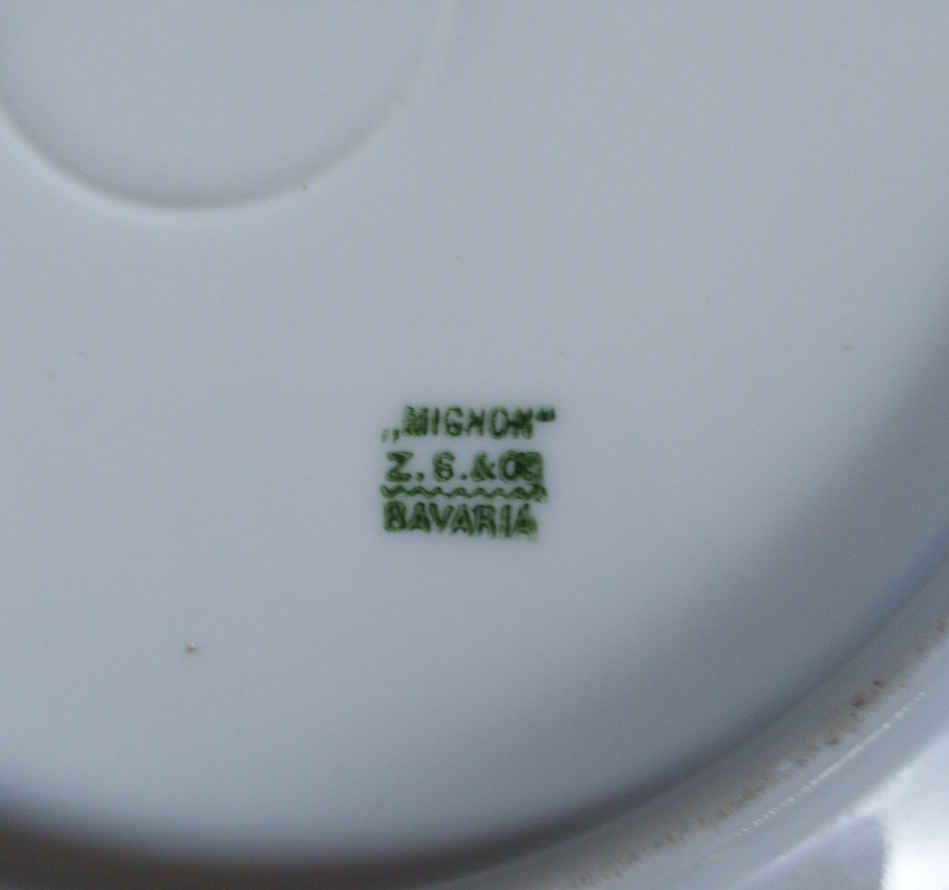 „MIGNON“
Z. S. & Co
BAVARIA